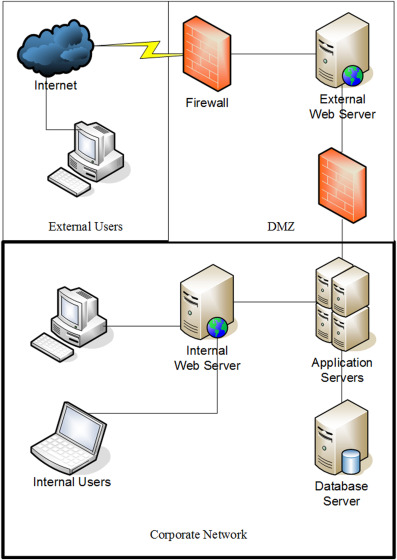 Internet
Firewall
External
Web Server
External Users
DMZ
Internal
Web Server
Application
Servers
Internal Users
Database
Server
Corporate Network